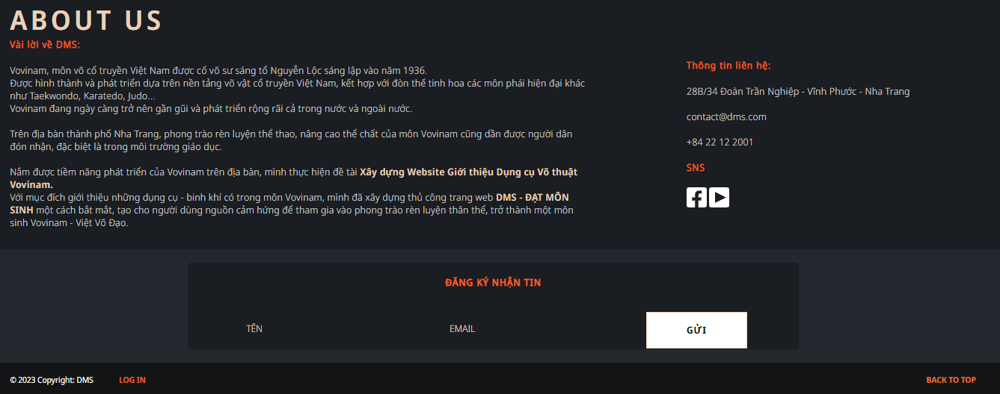 ABOUT US
Vài lời về DMS:
Vovinam, môn võ cổ truyền Việt Nam được cố võ sư sáng tổ Nguyễn Lộc sáng lập vào năm 1936.
Được hình thành và phát triển dựa trên nền tảng võ vật cổ truyền Việt Nam, kết hợp với đòn thế tinh hoa các môn phái hiện đại khác
như Taekwondo, Karatedo, Judo...
Vovinam đang ngày càng trở nên gần gũi và phát triển rộng rãi cả trong nước và ngoài nước.
Trên địa bàn thành phố Nha Trang, phong trào rèn luyện thể thao, nâng cao thể chất của môn Vovinam cũng dần được người dân
đón nhận, đặc biệt là trong môi trường giáo dục.
Nắm được tiềm năng phát triển của Vovinam trên địa bàn, mình thực hiện đề tài Xây dựng Website Giới thiệu Dụng cụ Võ thuật
Vovinam.
Với mục đích giới thiệu những dụng cụ - binh khí có trong môn Vovinam, mình đã xây dựng thủ công trang web DMS - ĐẠT MÔN
SINH một cách bắt mắt, tạo cho người dùng nguồn cảm hứng để tham gia vào phong trào rèn luyện thân thể, trở thành một môn
sinh Vovinam - Việt Võ Đạo.
Thông tin liên hệ:
28B/34 Đoàn Trần Nghiệp - Vĩnh Phước - Nha Trang
contact@dms.com
+84 22 12 2001
SNS
ĐĂNG KÝ NHẬN TIN
TÊN EMAIL GỬI
© 2023 Copyright: DMS LOG IN BACK TO TOP